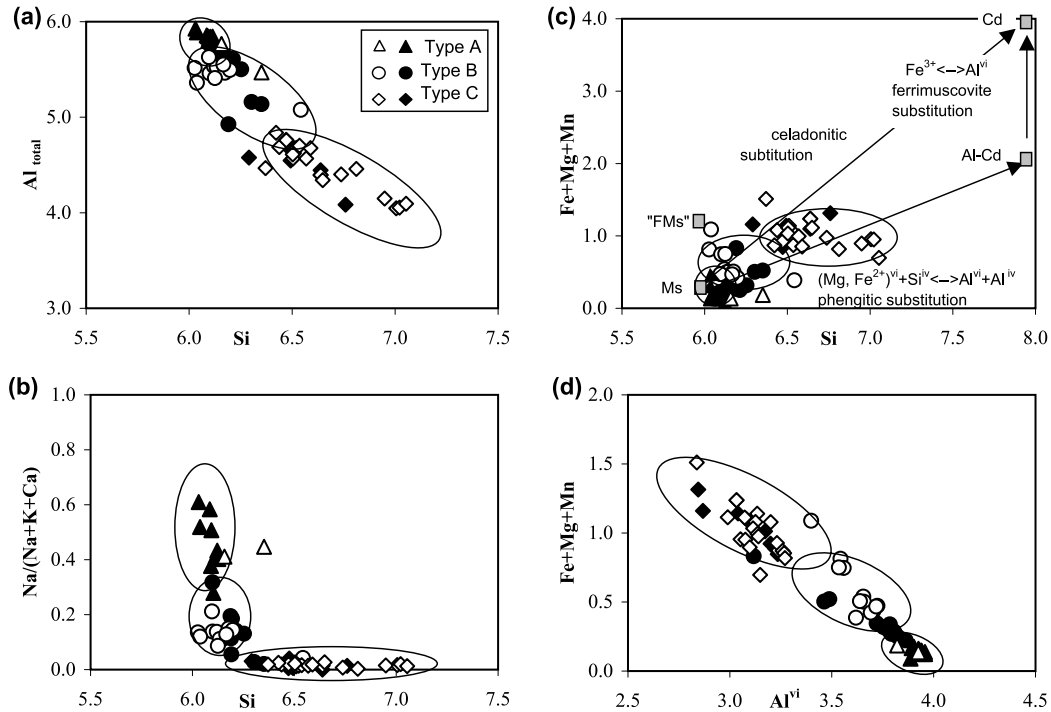 (a)
6.0
5.0
4.0
3.0
Al total
5.5 6.0 6.5 7.0 7.5
Si
Type A
Type B
Type C
(c)
4.0
3.0
2.0
1.0
0.0
Fe+Mg+Mn
5.5 6.0 6.5 7.0 7.5 8.0
Si
Cd
Fe3+<–>Alvi
ferrimuscovite
substitution
celadonitic
subtitution
Al-Cd
"FMs"
Ms
(Mg, Fe2+)vi+Siiv<–>Alvi+Al iv
phengitic substitution
(b)
1.0
0.8
0.6
0.4
0.2
0.0
Na/(Na+K+Ca)
5.5 6.0 6.5 7.0 7.5
Si
(d)
2.0
1.5
1.0
0.5
0.0
Fe+Mg+Mn
2.5 3.0 3.5 4.0 4.5
Alvi